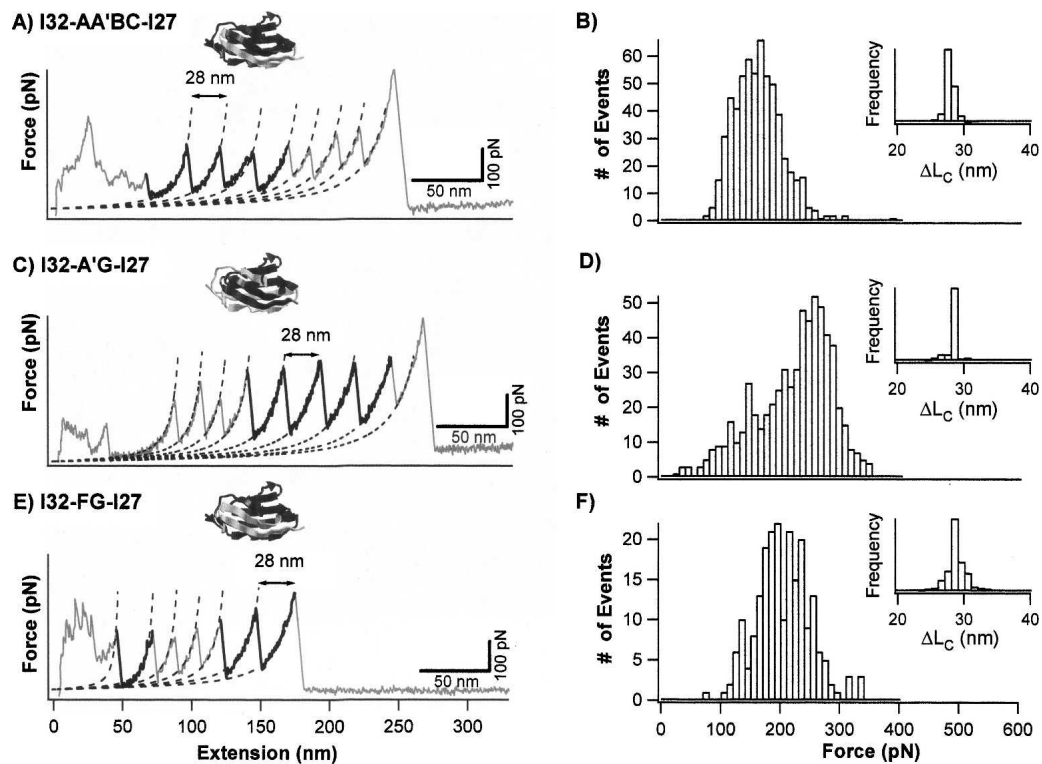 A) I32-AA'BC-I27
28 nm
Force (pN)
100 pN
50 nm
B)
# of Events
60
50
40
30
20
10
0
Frequency
20 30 40
ΔL_C (nm)
C) I32-A'G-I27
28 nm
Force (pN)
100 pN
50 nm
D)
# of Events
50
40
30
20
10
0
Frequency
20 30 40
ΔL_C (nm)
E) I32-FG-I27
28 nm
Force (pN)
100 pN
50 nm
0 50 100 150 200 250 300
Extension (nm)
F)
# of Events
20
15
10
5
0
Frequency
20 30 40
ΔL_C (nm)
0 100 200 300 400 500 600
Force (pN)